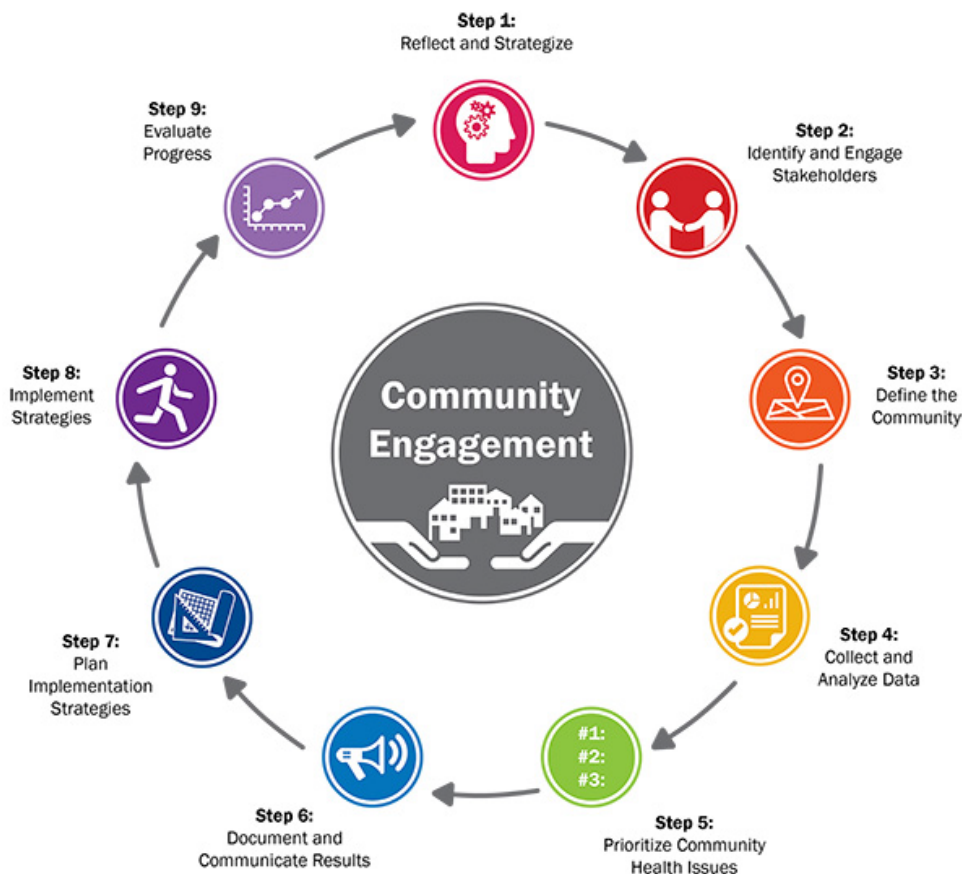 Step 1:
Reflect and Strategize
Step 2:
Identify and Engage
Stakeholders
Step 3:
Define the
Community
Step 4:
Collect and
Analyze Data
Step 5:
Prioritize Community
Health Issues
#1:
#2:
#3:
Step 6:
Document and
Communicate Results
Step 7:
Plan
Implementation
Strategies
Step 8:
Implement
Strategies
Step 9:
Evaluate
Progress
Community
Engagement